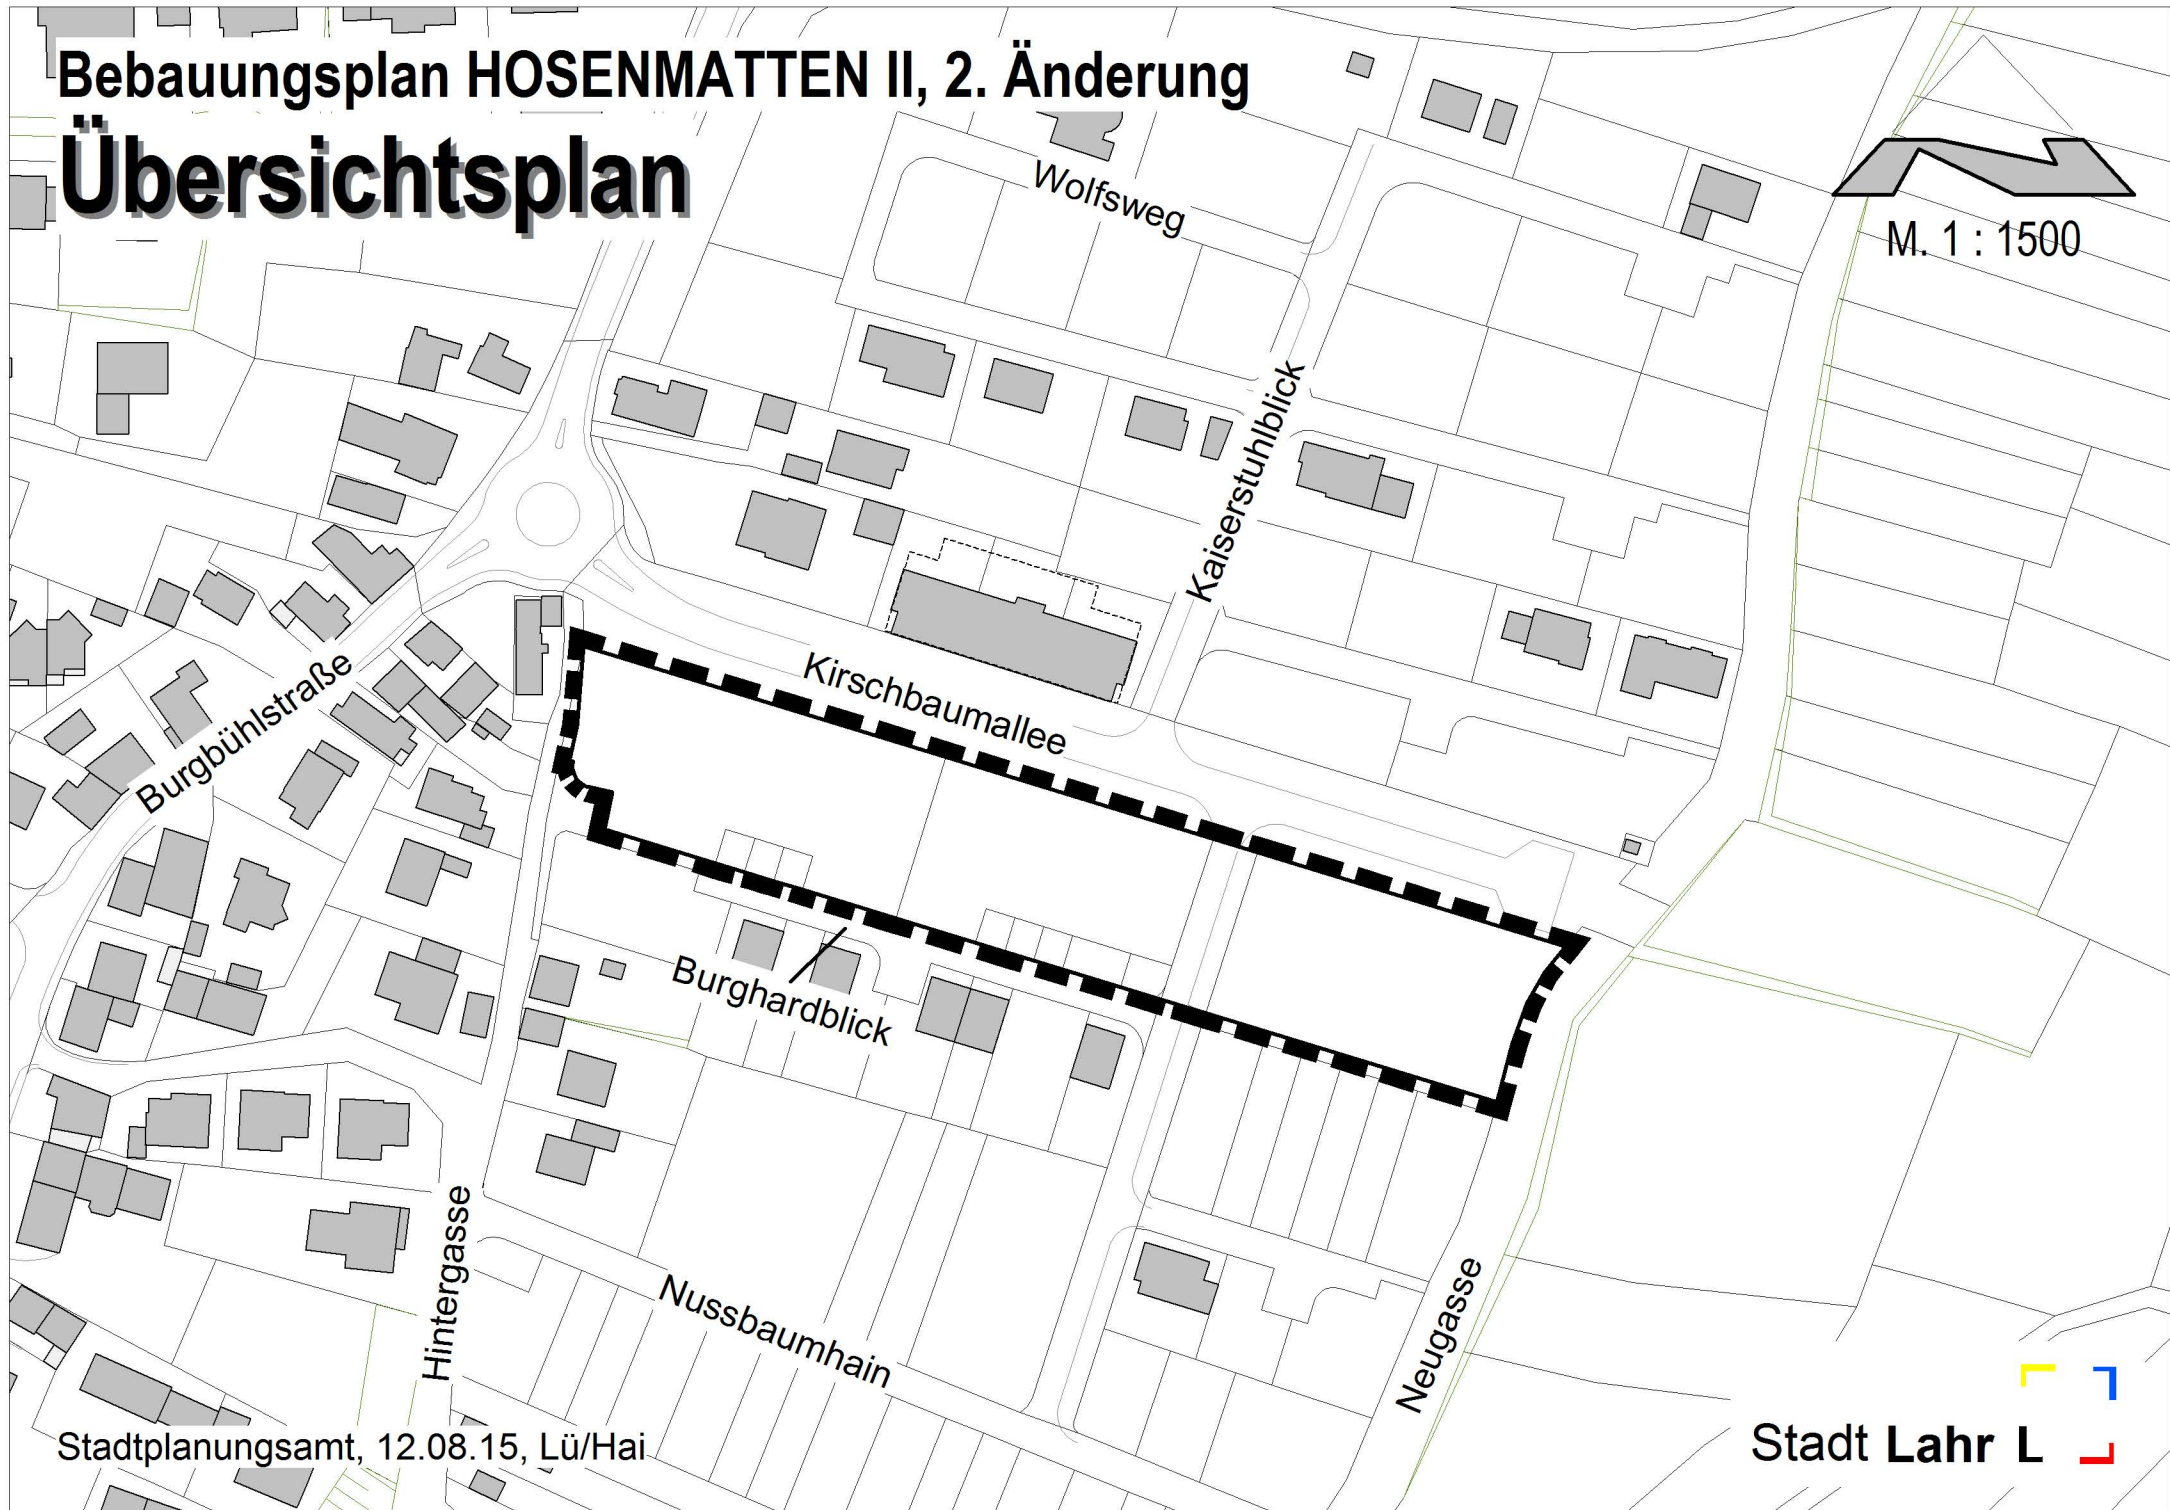 Bebauungsplan HOSENMATTEN II, 2. Änderung
Übersichtsplan
Wolfsweg
M. 1 : 1500
Kaiserstuhlblick
Kirschbaumallee
Burgbühlstraße
Burghardblick
Hintergasse
Nussbaumhain
Neugasse
Stadtplanungsamt, 12.08.15, Lü/Hai
Stadt Lahr L